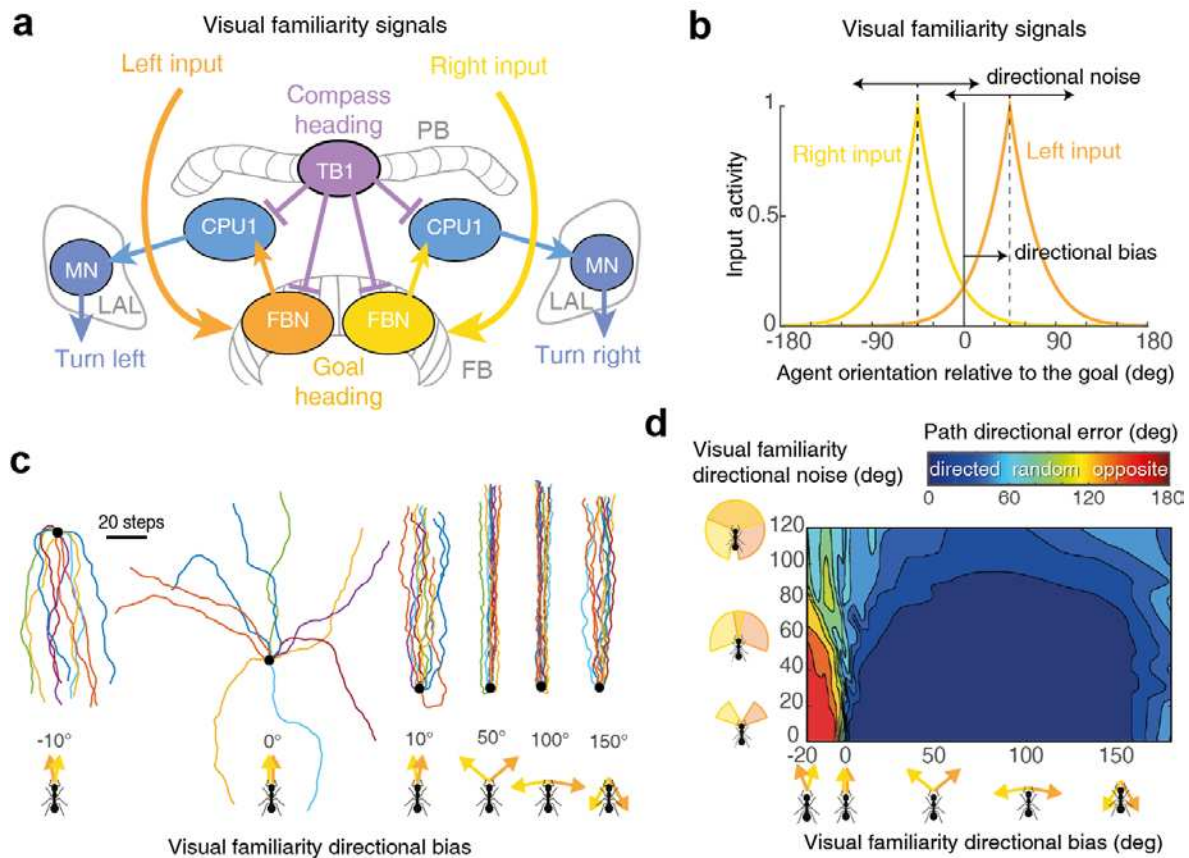 a
Visual familiarity signals
Left input
Right input
Compass
heading
PB
TB1
CPU1
CPU1
MN
MN
LAL
LAL
FBN
FBN
Turn left
Turn right
Goal
heading
FB
b
Visual familiarity signals
directional noise
Right input
Left input
directional bias
Input activity
1
0.5
0
-180
-90
0
90
180
Agent orientation relative to the goal (deg)
c
20 steps
-10°
0°
10°
50°
100°
150°
Visual familiarity directional bias
d
Visual familiarity
directional noise (deg)
Path directional error (deg)
directed random opposite
0
60
120
180
120
100
80
60
40
20
0
-20
0
50
100
150
Visual familiarity directional bias (deg)